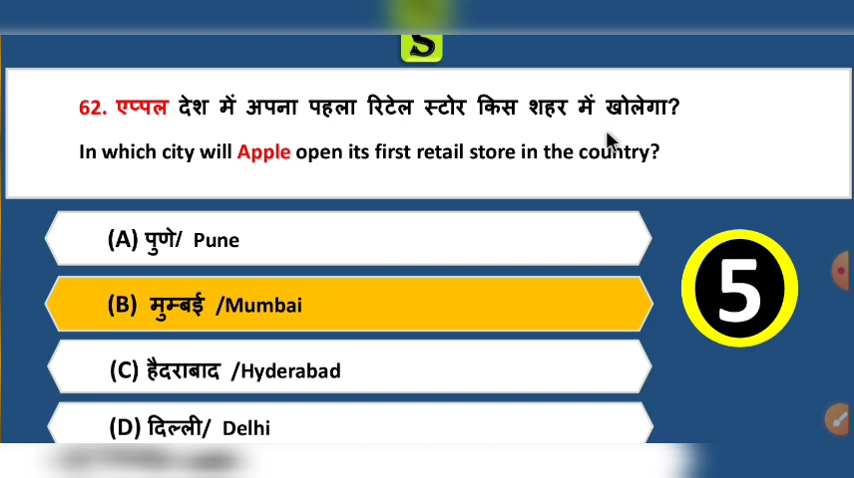 S
62. एप्पल देश में अपना पहला रिटेल स्टोर किस शहर में खोलेगा?
In which city will Apple open its first retail store in the country?
(A) पुणे/ Pune
(B) मुम्बई /Mumbai
5
(C) हैदराबाद /Hyderabad
(D) दिल्ली/ Delhi